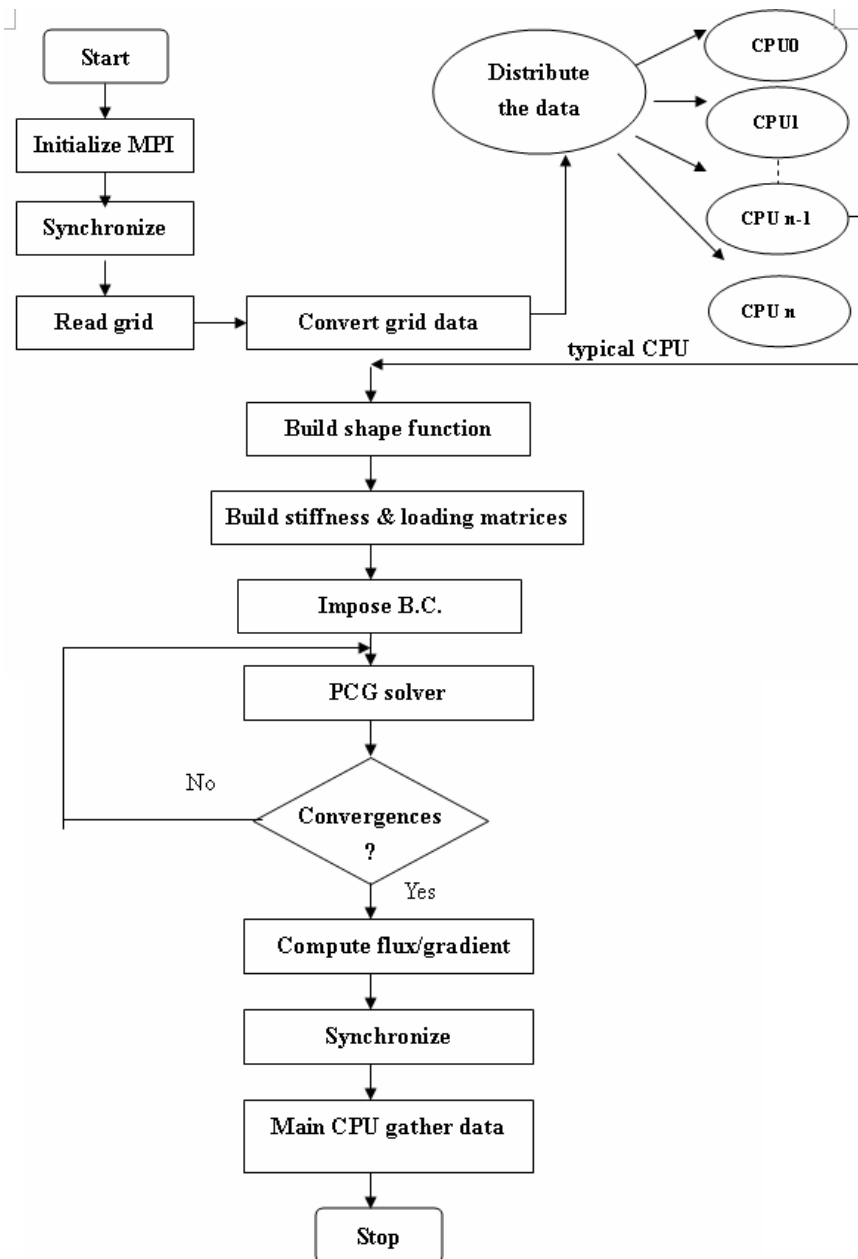 Start
Initialize MPI
Synchronize
Read grid
Convert grid data
Distribute
the data
CPU0
CPU1
CPU n-1
CPU n
typical CPU
Build shape function
Build stiffness & loading matrices
Impose B.C.
PCG solver
No
Convergences
?
Yes
Compute flux/gradient
Synchronize
Main CPU gather data
Stop